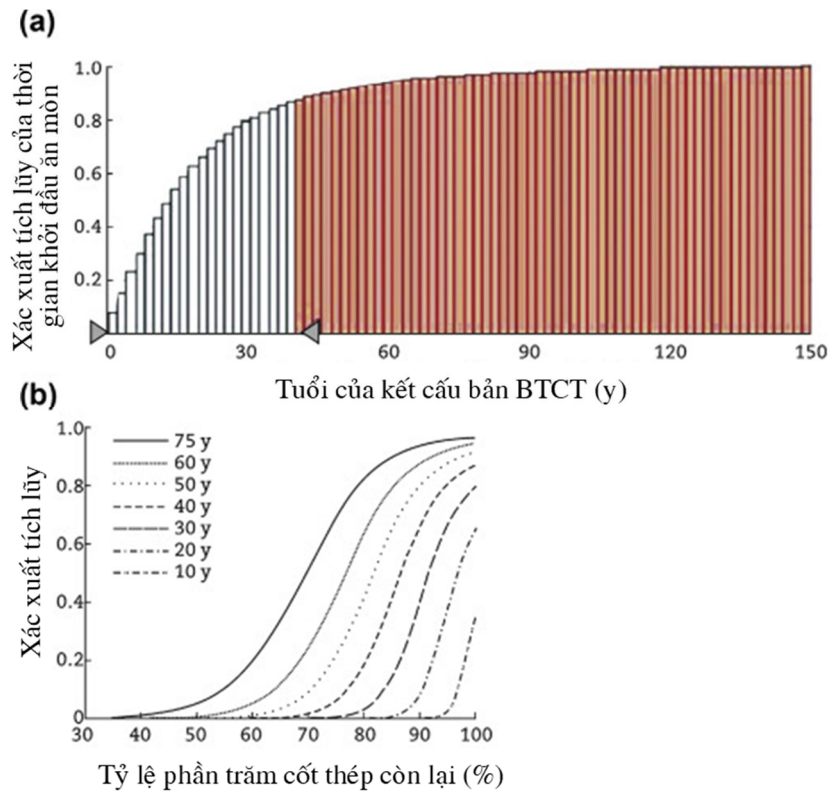 (a)
Xác xuất tích lũy của thời
gian khỏi đầu ăn mòn
1.0
0.8
0.6
0.4
0.2
0
30
60
90
120
150
Tuổi của kết cấu bản BTCT (y)
(b)
Xác xuất tích lũy
1.0
0.8
0.6
0.4
0.2
0
75 y
60 y
50 y
40 y
30 y
20 y
10 y
30
40
50
60
70
80
90
100
Tỷ lệ phần trăm cốt thép còn lại (%)